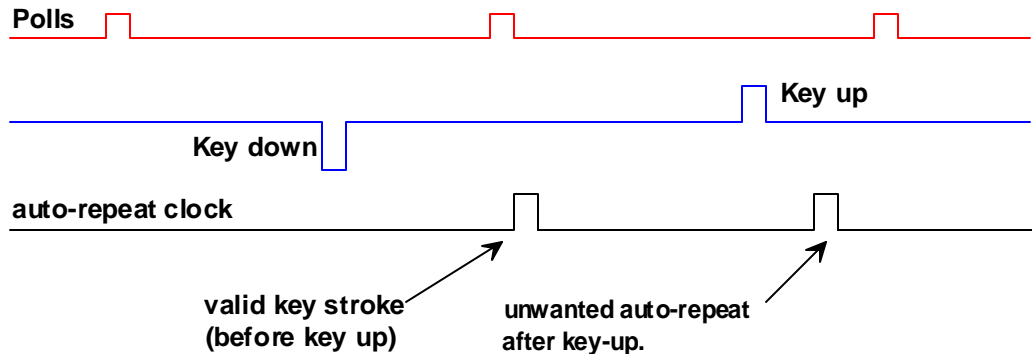 Polls
Key up
Key down
auto-repeat clock
valid key stroke
(before key up)
unwanted auto-repeat
after key-up.